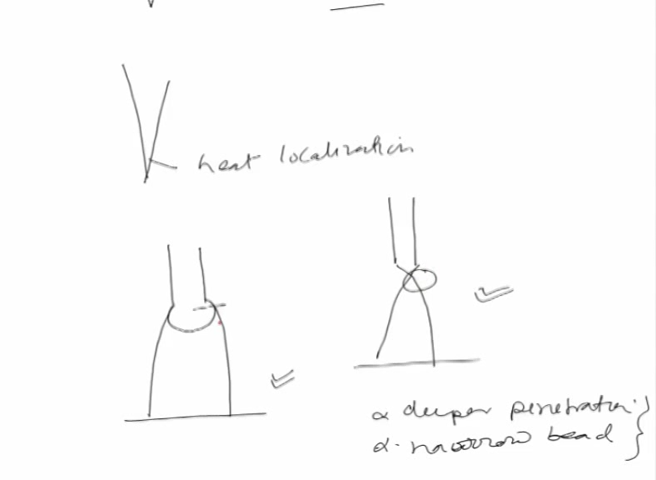 heat localization
α deeper penetration.
α. narrow bead